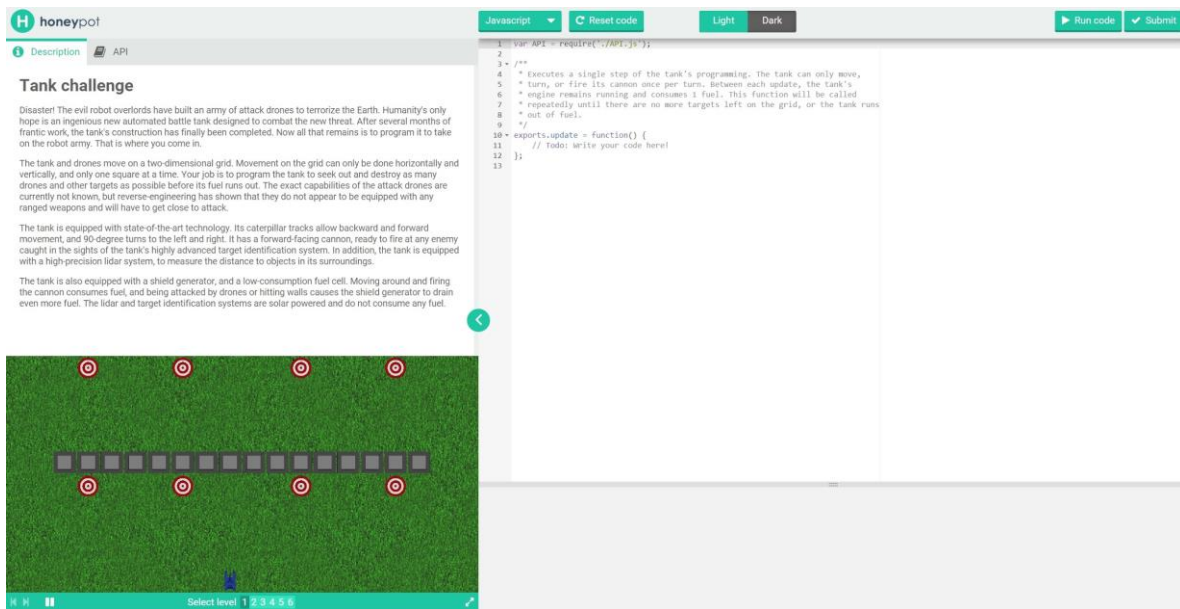 H honeypot
Javascript
Reset code
Light Dark
Run code Submit
Description API
Tank challenge
Disaster! The evil robot overlords have built an army of attack drones to terrorize the Earth. Humanity's only
hope is an ingenious new automated battle tank designed to combat the new threat. After several months of
frantic work, the tank's construction has finally been completed. Now all that remains is to program it to take
on the robot army. That is where you come in.
The tank and drones move on a two-dimensional grid. Movement on the grid can only be done horizontally and
vertically, and only one square at a time. Your job is to program the tank to seek out and destroy as many
drones and other targets as possible before its fuel runs out. The exact capabilities of the attack drones are
currently not known, but reverse-engineering has shown that they do not appear to be equipped with any
ranged weapons and will have to get close to attack.
The tank is equipped with state-of-the-art technology. Its caterpillar tracks allow backward and forward
movement, and 90-degree turns to the left and right. It has a forward-facing cannon, ready to fire at any enemy
caught in the sights of the tank's highly advanced target identification system. In addition, the tank is equipped
with a high-precision lidar system, to measure the distance to objects in its surroundings.
The tank is also equipped with a shield generator, and a low-consumption fuel cell. Moving around and firing
the cannon consumes fuel, and being attacked by drones or hitting walls causes the shield generator to drain
even more fuel. The lidar and target identification systems are solar powered and do not consume any fuel.
Select level 1 2 3 4 5 6
1 var API = require('./API.js');
2
3 /**
4 * Executes a single step of the tank's programming. The tank can only move,
5 * turn, or fire its cannon once per turn. Between each update, the tank's
6 * engine remains running and consumes 1 fuel. This function will be called
7 * repeatedly until there are no more targets left on the grid, or the tank runs
8 * out of fuel.
9 */
10 exports.update = function() {
11 // Todo: Write your code here!
12 };
13